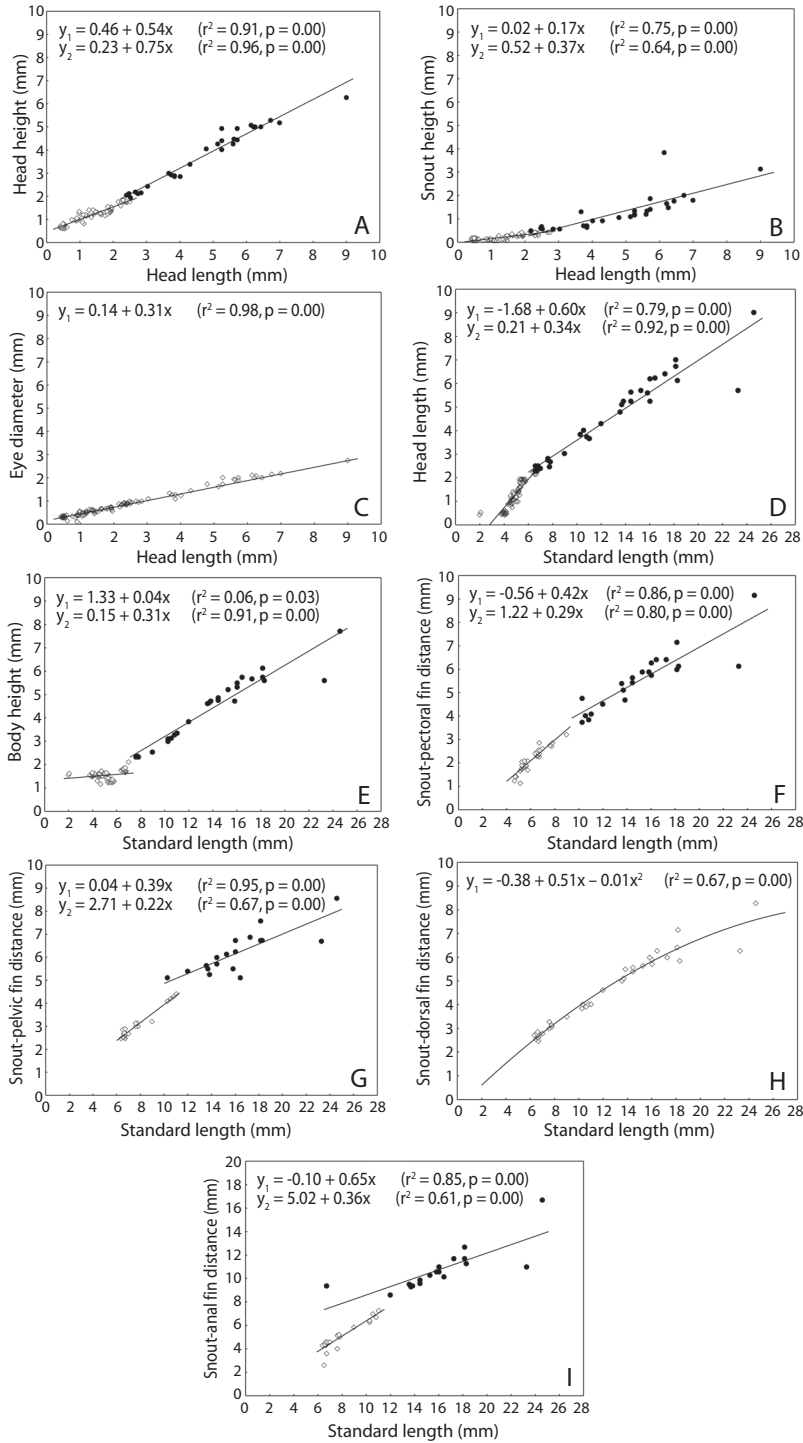 y₁ = 0.46 + 0.54x (r² = 0.91, p = 0.00)
y₂ = 0.23 + 0.75x (r² = 0.96, p = 0.00)
Head height (mm)
10
9
8
7
6
5
4
3
2
1
0
A
0 1 2 3 4 5 6 7 8 9 10
Head length (mm)
y₁ = 0.02 + 0.17x (r² = 0.75, p = 0.00)
y₂ = 0.52 + 0.37x (r² = 0.64, p = 0.00)
Snout heigth (mm)
10
9
8
7
6
5
4
3
2
1
0
B
0 1 2 3 4 5 6 7 8 9 10
Head length (mm)
y₁ = 0.14 + 0.31x (r² = 0.98, p = 0.00)
Eye diameter (mm)
10
9
8
7
6
5
4
3
2
1
0
C
0 1 2 3 4 5 6 7 8 9 10
Head length (mm)
y₁ = -1.68 + 0.60x (r² = 0.79, p = 0.00)
y₂ = 0.21 + 0.34x (r² = 0.92, p = 0.00)
Head length (mm)
10
9
8
7
6
5
4
3
2
1
0
D
0 2 4 6 8 10 12 14 16 18 20 22 24 26 28
Standard length (mm)
y₁ = 1.33 + 0.04x (r² = 0.06, p = 0.03)
y₂ = 0.15 + 0.31x (r² = 0.91, p = 0.00)
Body height (mm)
10
9
8
7
6
5
4
3
2
1
0
E
0 2 4 6 8 10 12 14 16 18 20 22 24 26 28
Standard length (mm)
y₁ = -0.56 + 0.42x (r² = 0.86, p = 0.00)
y₂ = 1.22 + 0.29x (r² = 0.80, p = 0.00)
Snout-pectoral fin distance (mm)
10
9
8
7
6
5
4
3
2
1
0
F
0 2 4 6 8 10 12 14 16 18 20 22 24 26 28
Standard length (mm)
y₁ = 0.04 + 0.39x (r² = 0.95, p = 0.00)
y₂ = 2.71 + 0.22x (r² = 0.67, p = 0.00)
Snout-pelvic fin distance (mm)
10
9
8
7
6
5
4
3
2
1
0
G
0 2 4 6 8 10 12 14 16 18 20 22 24 26 28
Standard length (mm)
y₁ = -0.38 + 0.51x – 0.01x² (r² = 0.67, p = 0.00)
Snout-dorsal fin distance (mm)
10
9
8
7
6
5
4
3
2
1
0
H
0 2 4 6 8 10 12 14 16 18 20 22 24 26 28
Standard length (mm)
y₁ = -0.10 + 0.65x (r² = 0.85, p = 0.00)
y₂ = 5.02 + 0.36x (r² = 0.61, p = 0.00)
Snout-anal fin distance (mm)
20
18
16
14
12
10
8
6
4
2
0
I
0 2 4 6 8 10 12 14 16 18 20 22 24 26 28
Standard length (mm)